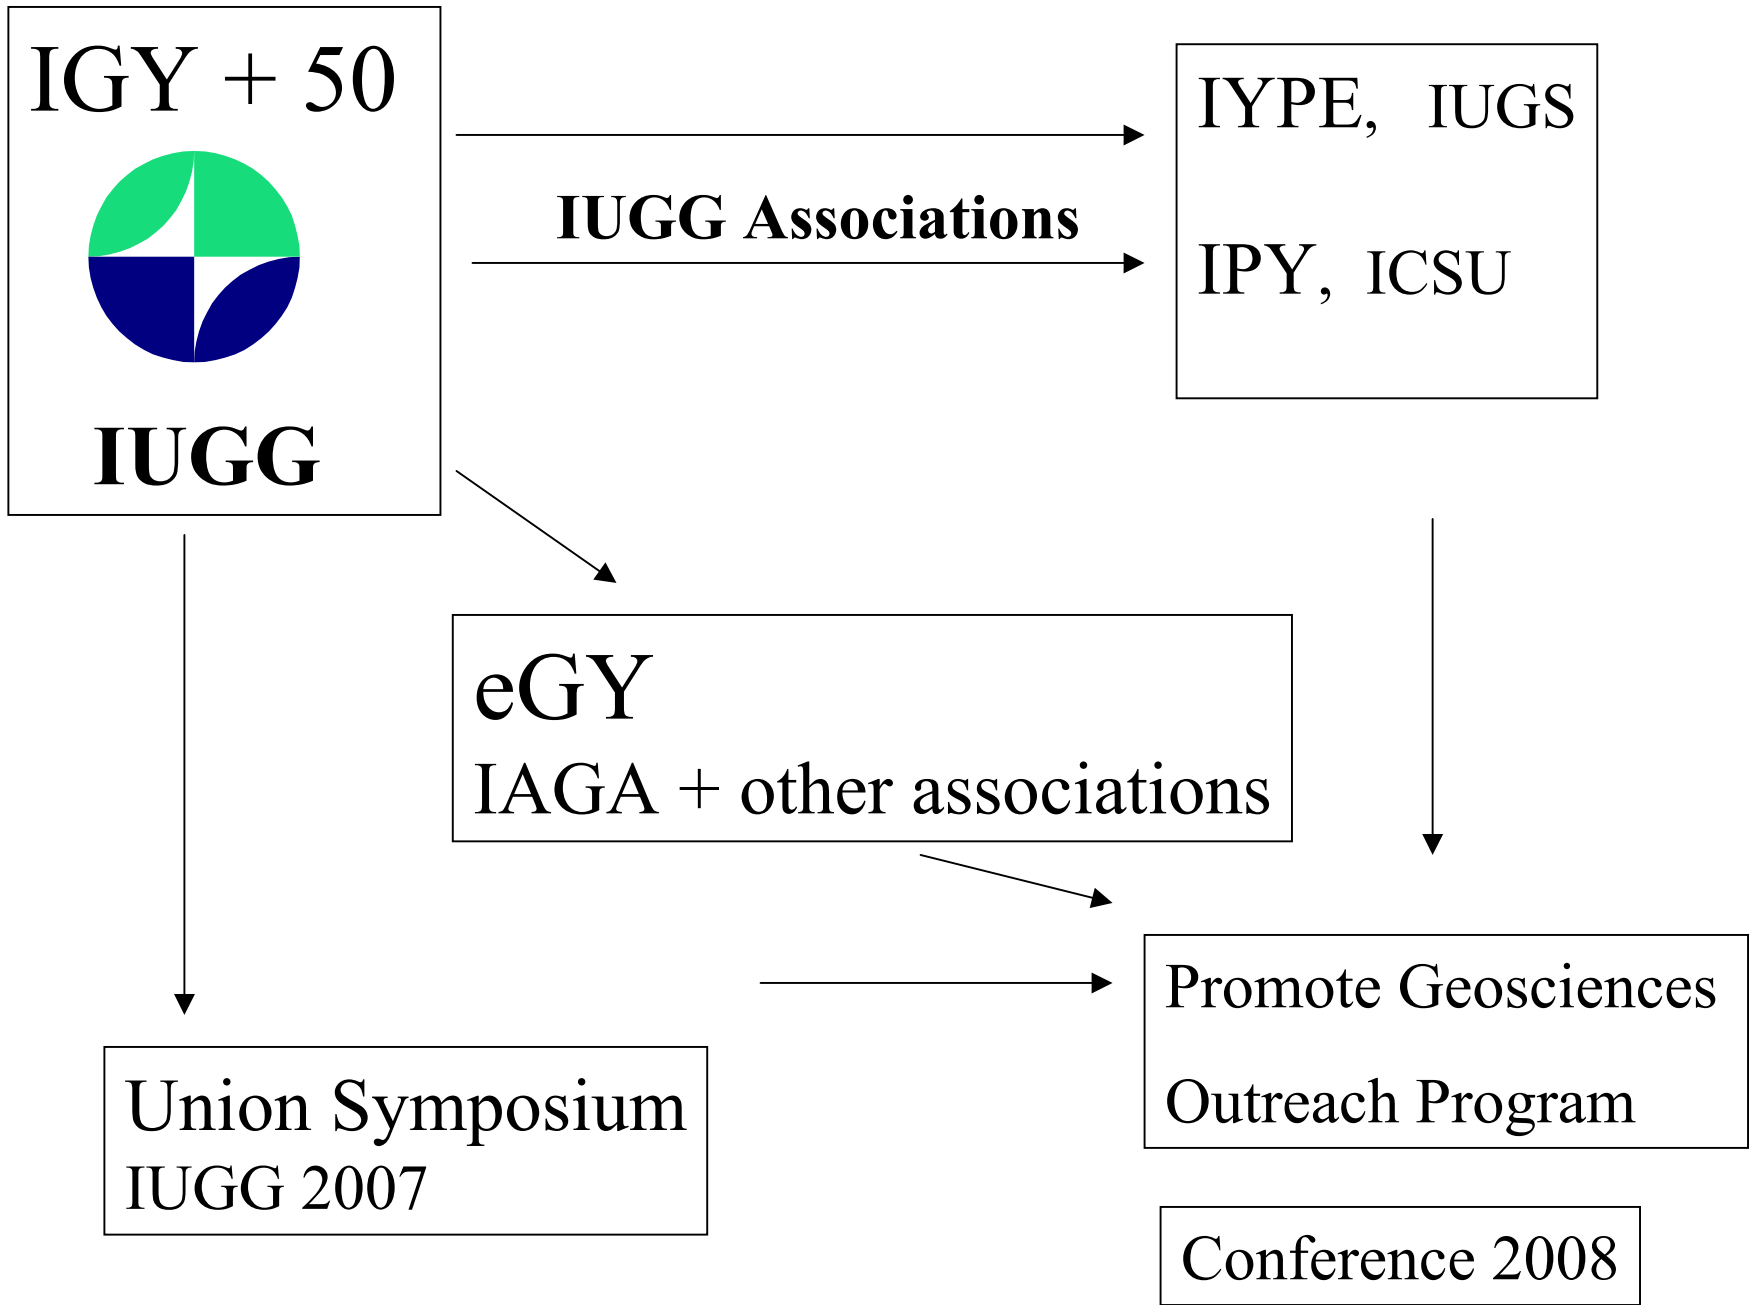 IGY + 50
IUGG
IUGG Associations
IYPE, IUGS
IPY, ICSU
eGY
IAGA + other associations
Union Symposium
IUGG 2007
Promote Geosciences
Outreach Program
Conference 2008